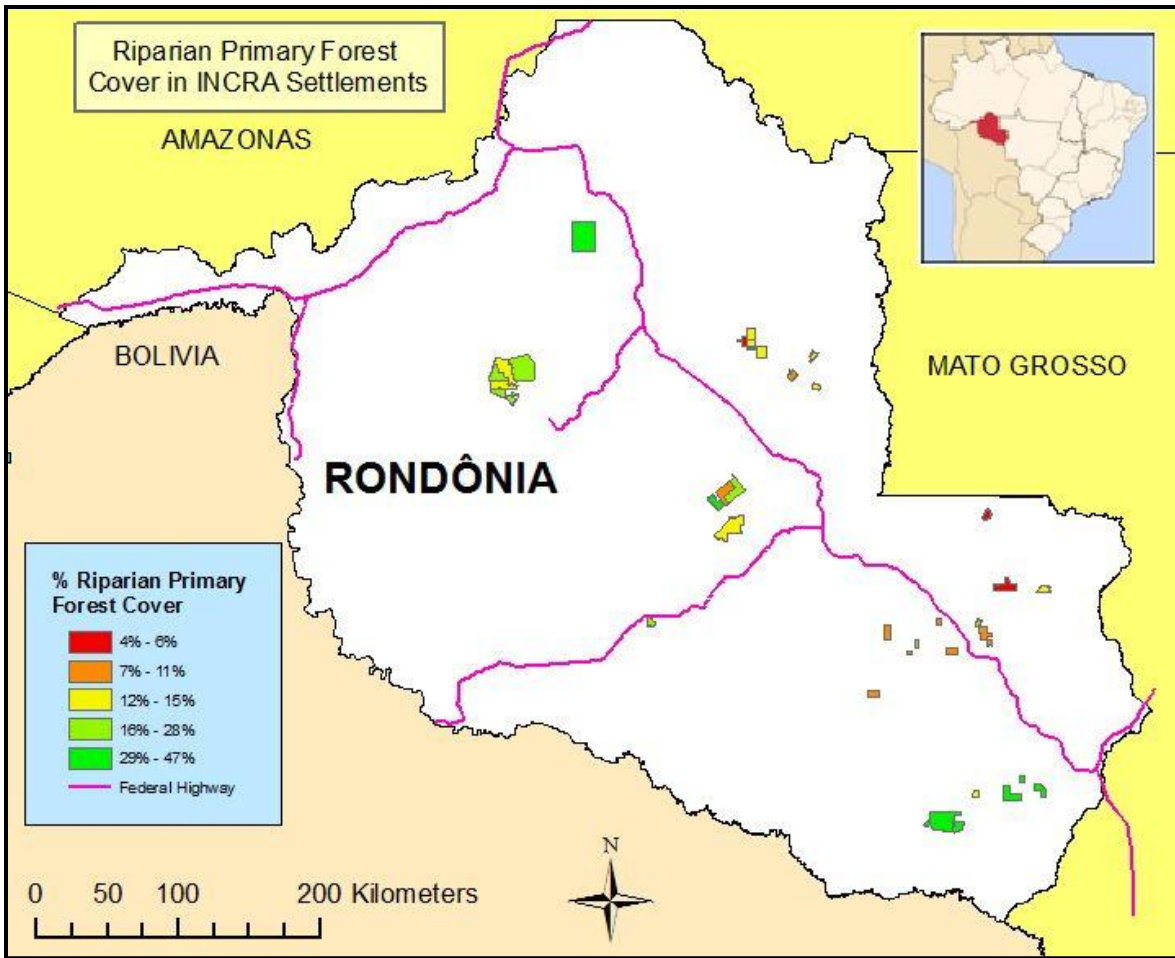 Riparian Primary Forest
Cover in INCRA Settlements
AMAZONAS
BOLIVIA
MATO GROSSO
RONDÔNIA
% Riparian Primary
Forest Cover
4% - 6%
7% - 11%
12% - 15%
16% - 28%
29% - 47%
Federal Highway
N
0 50 100 200 Kilometers